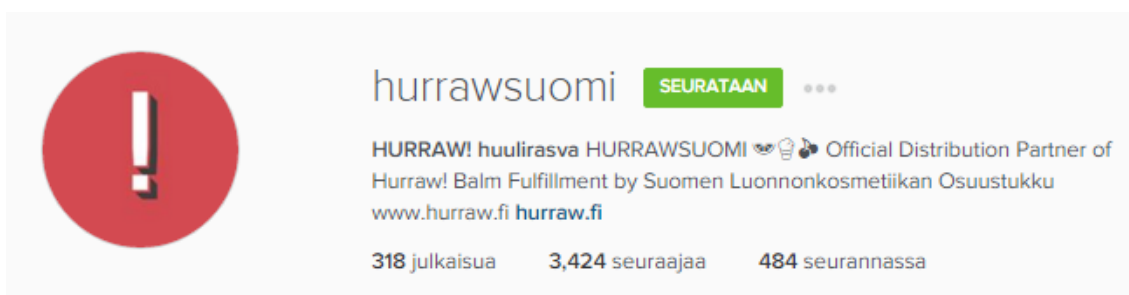 !
hurrawsuomi SEURATAAN
HURRAW! huulirasva HURRAWSUOMI Official Distribution Partner of
Hurraw! Balm Fulfillment by Suomen Luonnonkosmetiikan Osuustukku
www.hurraw.fi hurraw.fi
318 julkaisua 3,424 seuraajaa 484 seurannassa